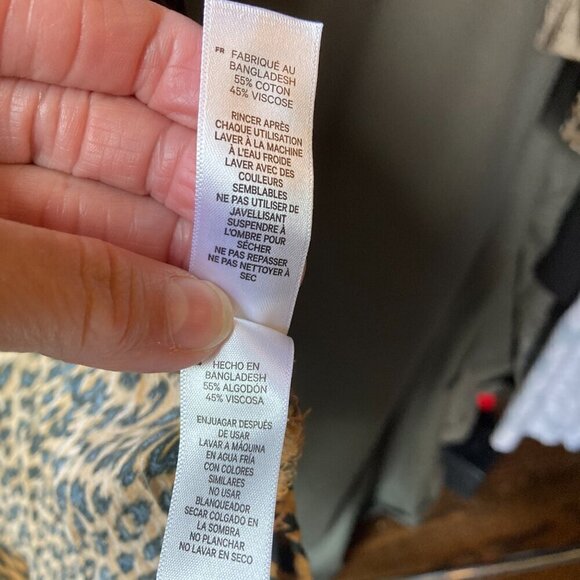 FR FABRIQUÉ AU
BANGLADESH
55% COTON
45% VISCOSE
RINCER APRÈS
CHAQUE UTILISATION
LAVER À LA MACHINE
À L'EAU FROIDE
LAVER AVEC DES
COULEURS
SEMBLABLES
NE PAS UTILISER DE
JAVELLISANT
SUSPENDRE À
L'OMBRE POUR
SÉCHER
NE PAS REPASSER
NE PAS NETTOYER À
SEC
HECHO EN
BANGLADESH
55% ALGODÓN
45% VISCOSA
ENJUAGAR DESPUÉS
DE USAR
LAVAR A MÁQUINA
EN AGUA FRÍA
CON COLORES
SIMILARES
NO USAR
BLANQUEADOR
SECAR COLGADO EN
LA SOMBRA
NO PLANCHAR
NO LAVAR EN SECO